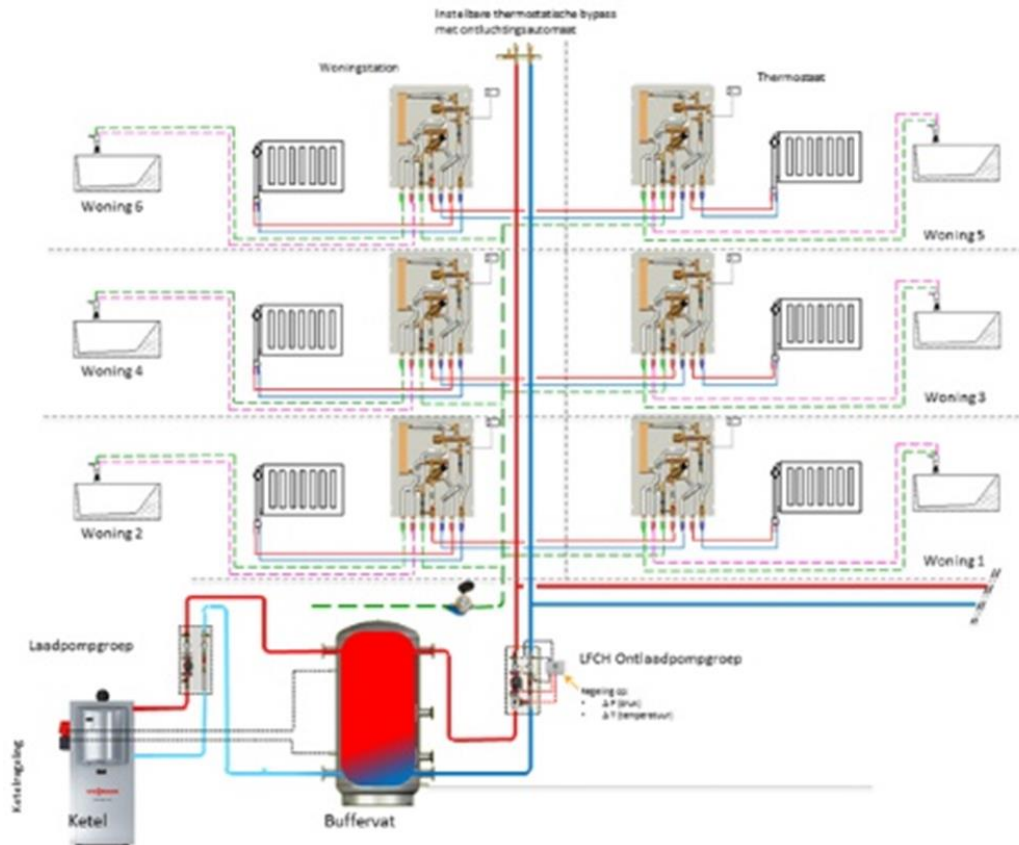 Instelbare thermostatische bypass
met ontluchtingsautomaat
Woningstation
Thermostaat
Woning 6
Woning 5
Woning 4
Woning 3
Woning 2
Woning 1
Laadpompgroep
LFCH Ontlaadpompgroep
Regeling op:
• Δ P (druk)
• Δ T (temperatuur)
Ketelregeling
Ketel
Buffervat